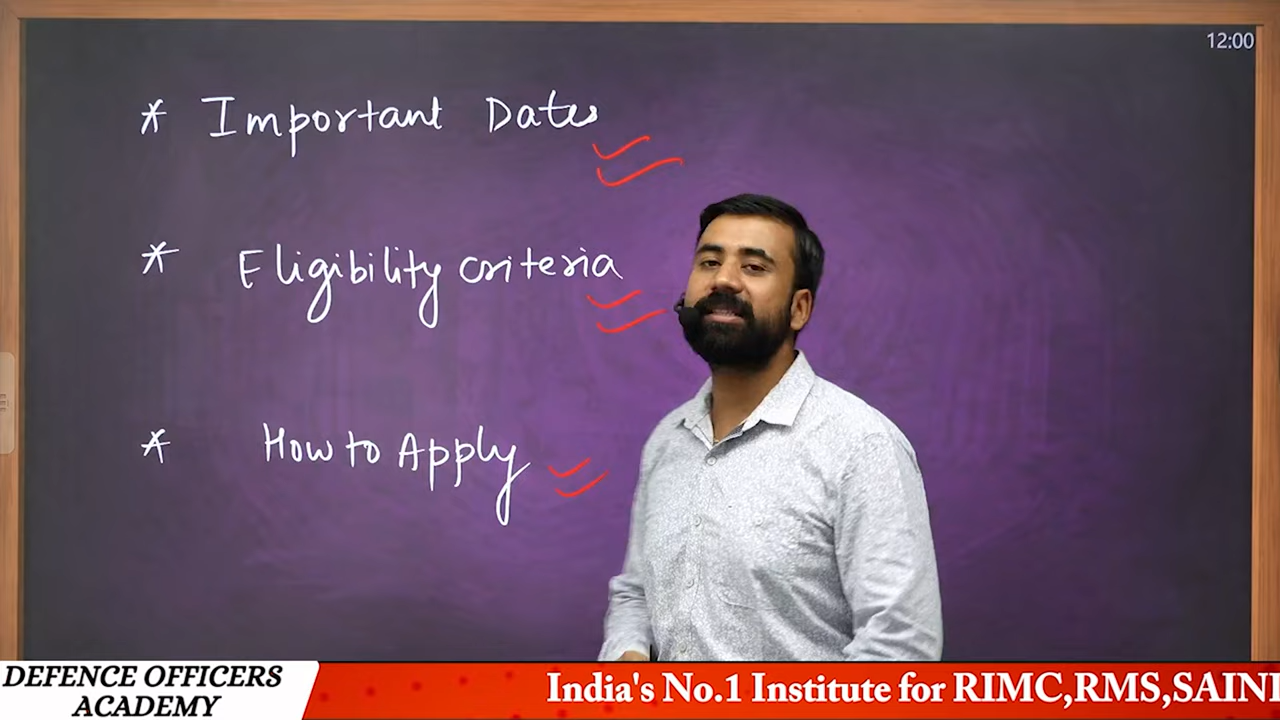 12:00
* Important Dates
* Eligibility criteria
* How to Apply
DEFENCE OFFICERS
ACADEMY
India's No.1 Institute for RIMC,RMS,SAINI